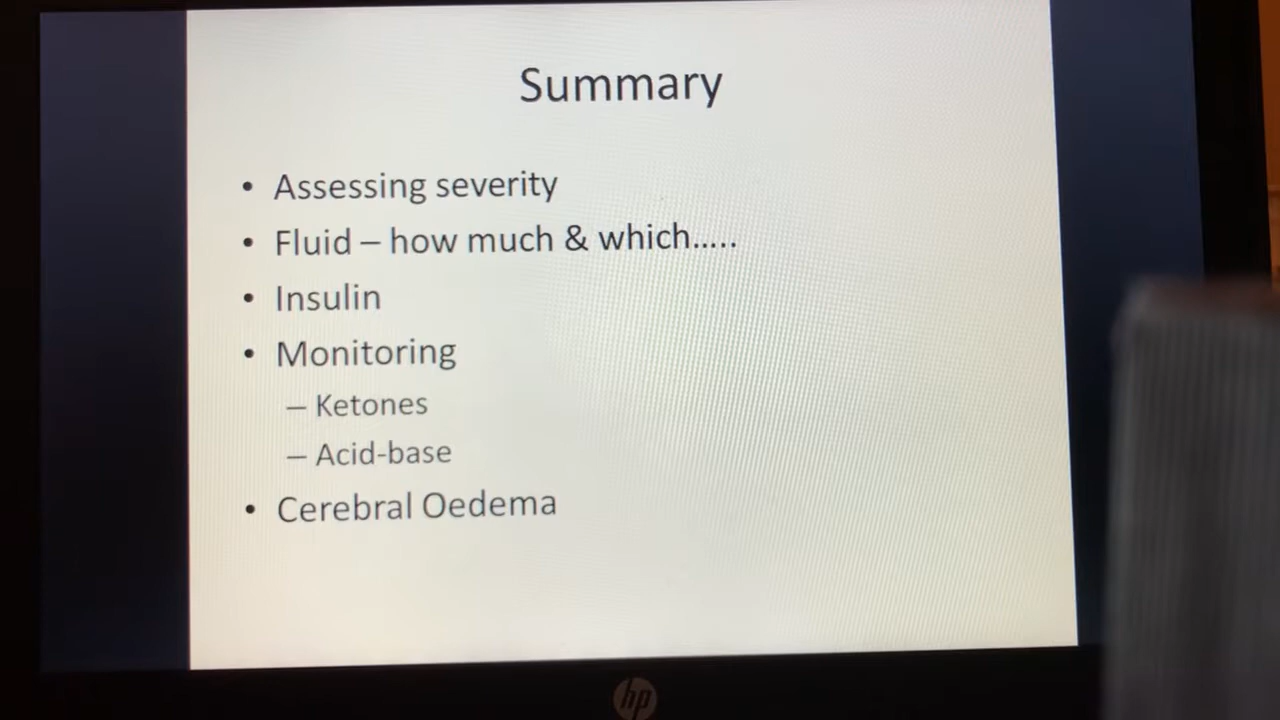 Summary
• Assessing severity
• Fluid – how much & which.....
• Insulin
• Monitoring
– Ketones
– Acid-base
• Cerebral Oedema
hp